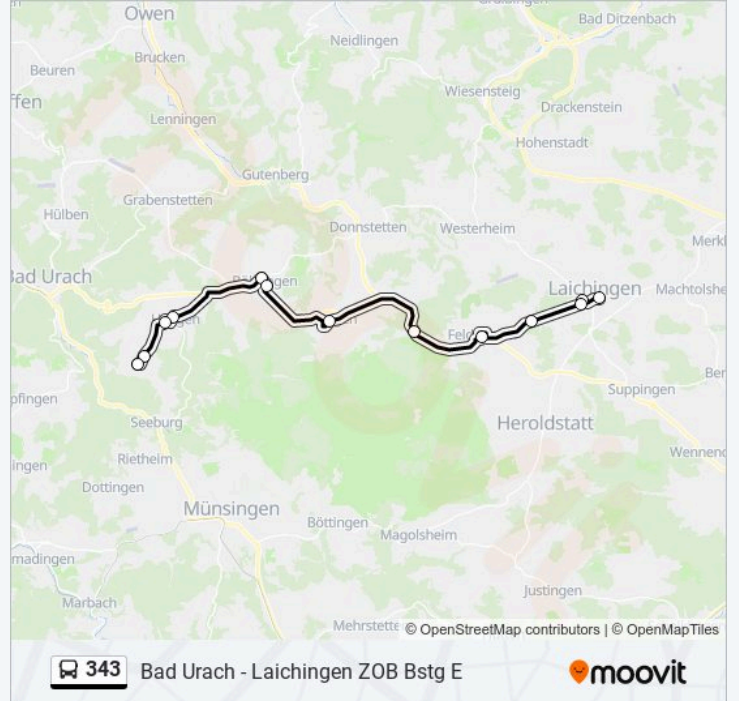 Owen
Bad Ditzenbach
Neidlingen
Brucken
Beuren
Wiesensteig
ffen
Drackenstein
Lenningen
Hohenstadt
Gutenberg
Grabenstetten
Hülben
Donnstetten
Westerheim
Merkl
Bad Urach
Laichingen
Machtolshe
Suppingen
Ber
pfingen
Seeburg
Heroldstatt
Wennend
ingen
Rietheim
Dottingen
Münsingen
Böttingen
Magolsheim
madingen
Justingen
Marbach
Mehrstette
© OpenStreetMap contributors | © OpenMapTiles
343 Bad Urach - Laichingen ZOB Bstg E
moovit